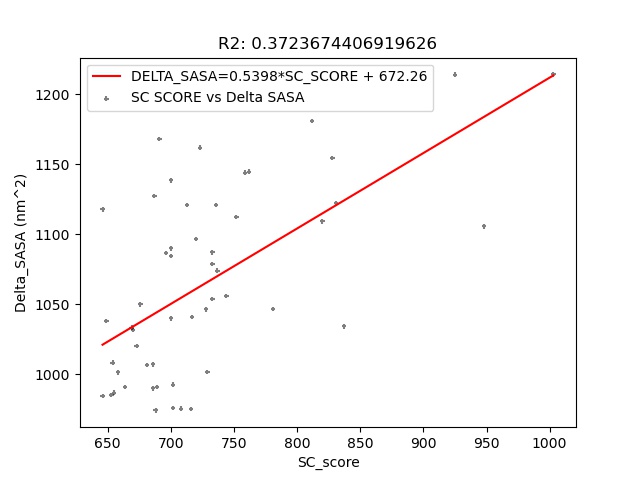 R2: 0.3723674406919626
DELTA_SASA=0.5398*SC_SCORE + 672.26
SC SCORE vs Delta SASA
1200
1150
1100
1050
1000
Delta_SASA (nm^2)
650 700 750 800 850 900 950 1000
SC_score